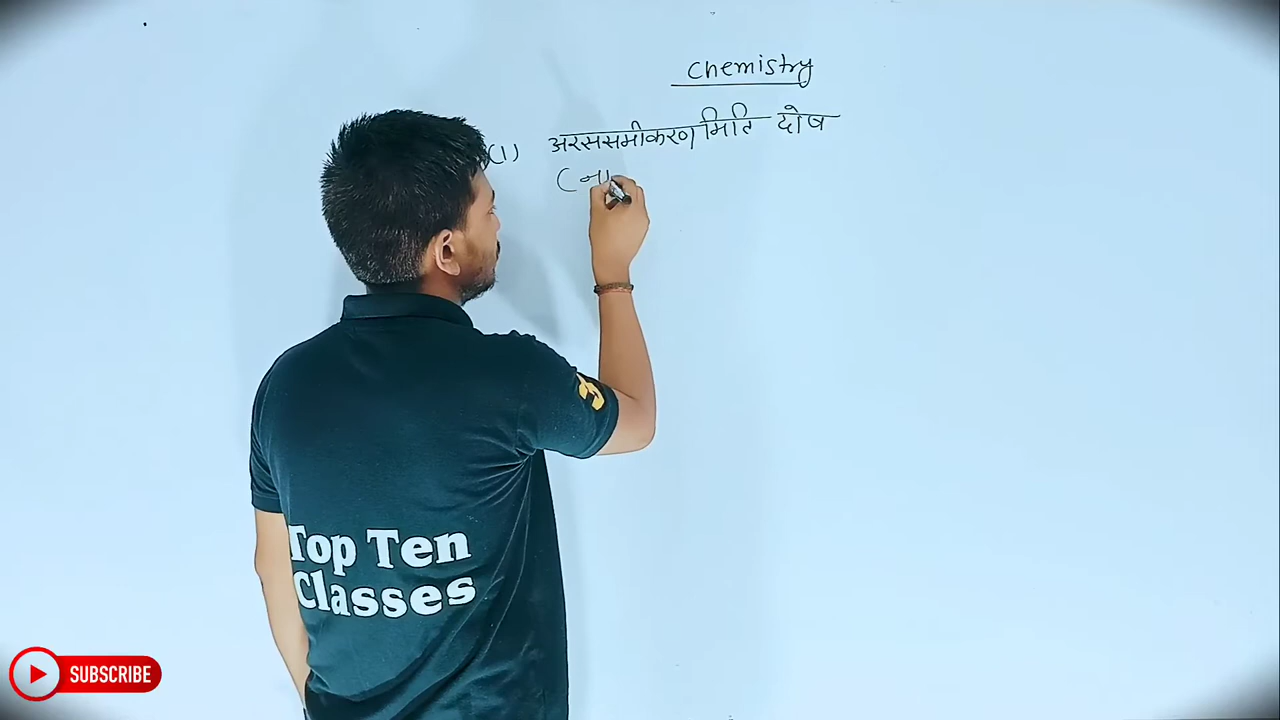 Chemistry
(1) अरससमीकरणमिति दोष
(ना
Top Ten
Classes
SUBSCRIBE